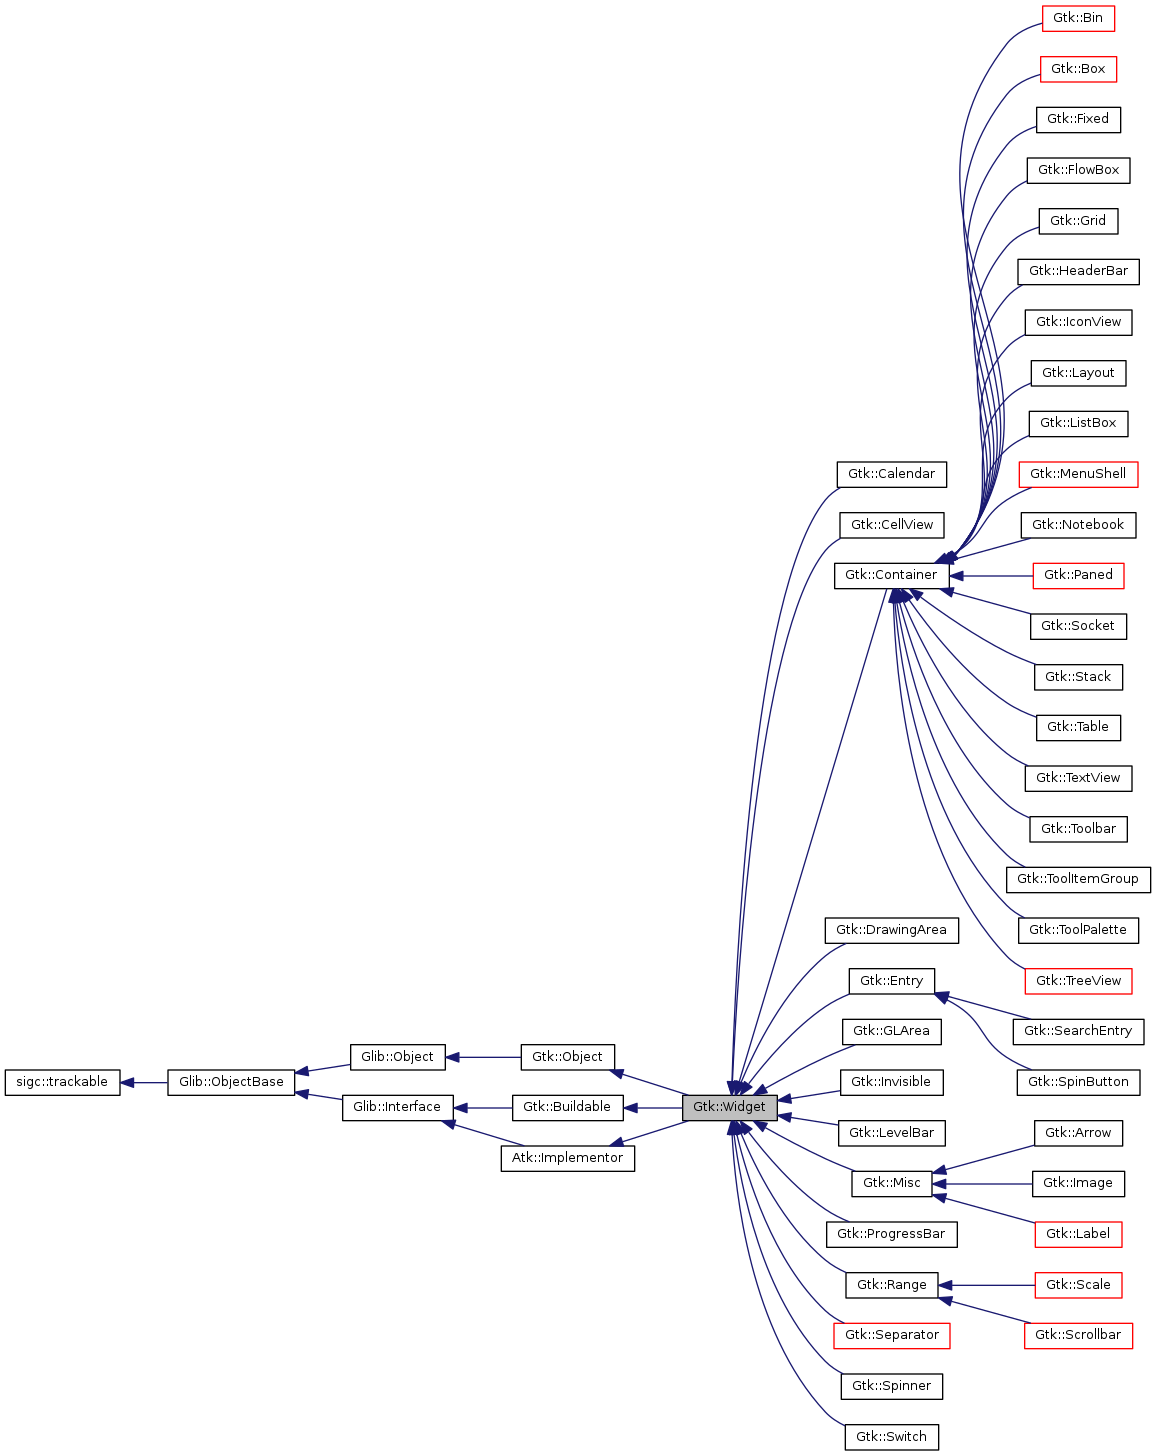 Gtk::Bin
Gtk::Box
Gtk::Fixed
Gtk::FlowBox
Gtk::Grid
Gtk::HeaderBar
Gtk::IconView
Gtk::Layout
Gtk::ListBox
Gtk::Calendar
Gtk::MenuShell
Gtk::CellView
Gtk::Notebook
Gtk::Container
Gtk::Paned
Gtk::Socket
Gtk::Stack
Gtk::Table
Gtk::TextView
Gtk::Toolbar
Gtk::ToolItemGroup
Gtk::DrawingArea
Gtk::ToolPalette
Gtk::Entry
Gtk::TreeView
Gtk::GLArea
Gtk::SearchEntry
Glib::Object
Gtk::Object
sigc::trackable
Glib::ObjectBase
Gtk::Invisible
Gtk::SpinButton
Glib::Interface
Gtk::Buildable
Gtk::Widget
Gtk::LevelBar
Gtk::Arrow
Atk::Implementor
Gtk::Misc
Gtk::Image
Gtk::ProgressBar
Gtk::Label
Gtk::Range
Gtk::Scale
Gtk::Separator
Gtk::Scrollbar
Gtk::Spinner
Gtk::Switch